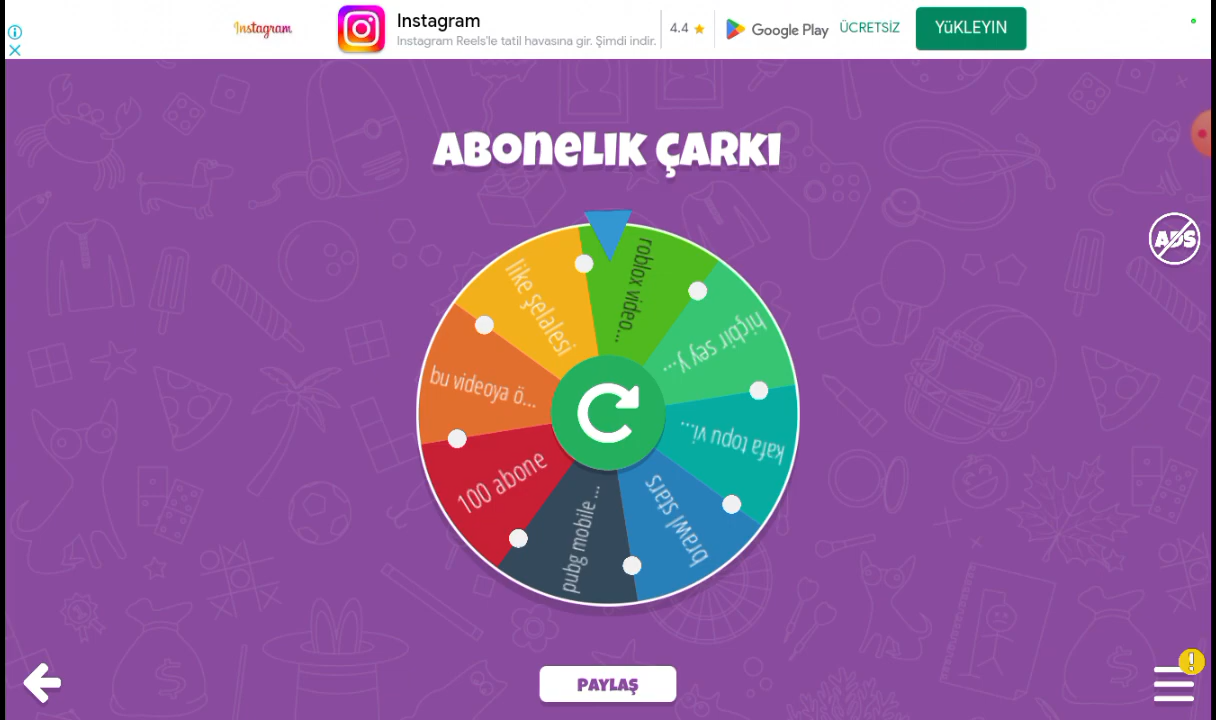 Instagram
Instagram
Instagram Reels'le tatil havasına gir. Şimdi indir.
4.4
Google Play
ÜCRETSİZ
YüKLEYIN
ABONELIK ÇARKI
ADS
roblox video...
hiçbir sey y...
kafa topu vi...
brawl stars
pubg mobile ...
100 abone
bu videoya ö...
like şelalesi
PAYLAŞ
!